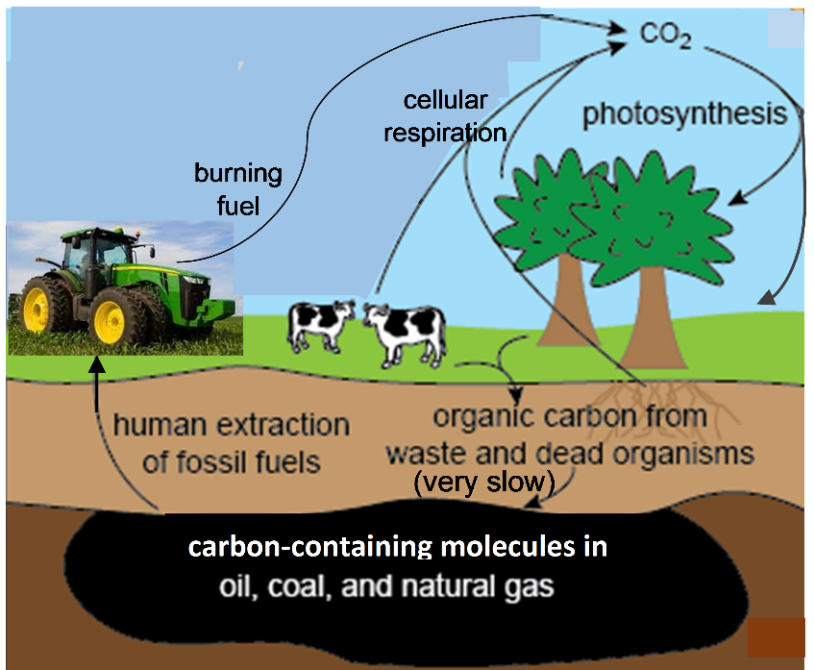 CO₂
cellular
respiration
photosynthesis
burning
fuel
human extraction
of fossil fuels
organic carbon from
waste and dead organisms
(very slow)
carbon-containing molecules in
oil, coal, and natural gas